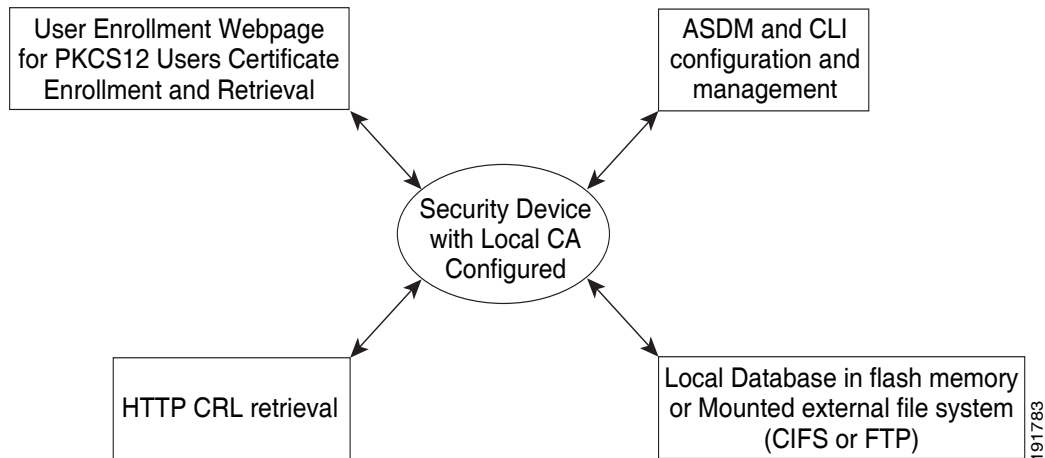 User Enrollment Webpage
for PKCS12 Users Certificate
Enrollment and Retrieval
ASDM and CLI
configuration and
management
Security Device
with Local CA
Configured
HTTP CRL retrieval
Local Database in flash memory
or Mounted external file system
(CIFS or FTP)
191783